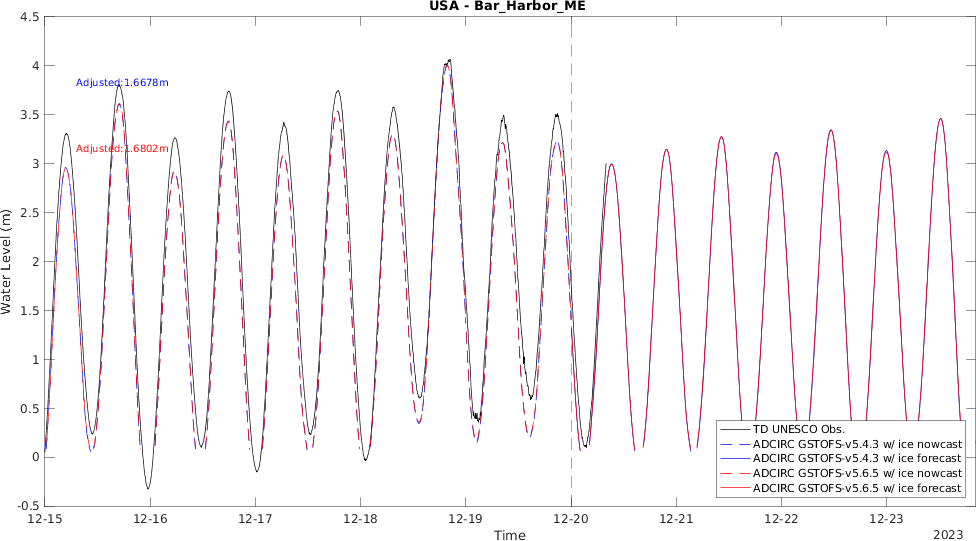 USA - Bar_Harbor_ME
4.5
4
3.5
3
2.5
2
1.5
1
0.5
0
-0.5
Water Level (m)
Adjusted:1.6678m
Adjusted:1.6802m
TD UNESCO Obs.
ADCIRC GSTOFS-v5.4.3 w/ ice nowcast
ADCIRC GSTOFS-v5.4.3 w/ ice forecast
ADCIRC GSTOFS-v5.6.5 w/ ice nowcast
ADCIRC GSTOFS-v5.6.5 w/ ice forecast
12-15 12-16 12-17 12-18 12-19 12-20 12-21 12-22 12-23
Time
2023